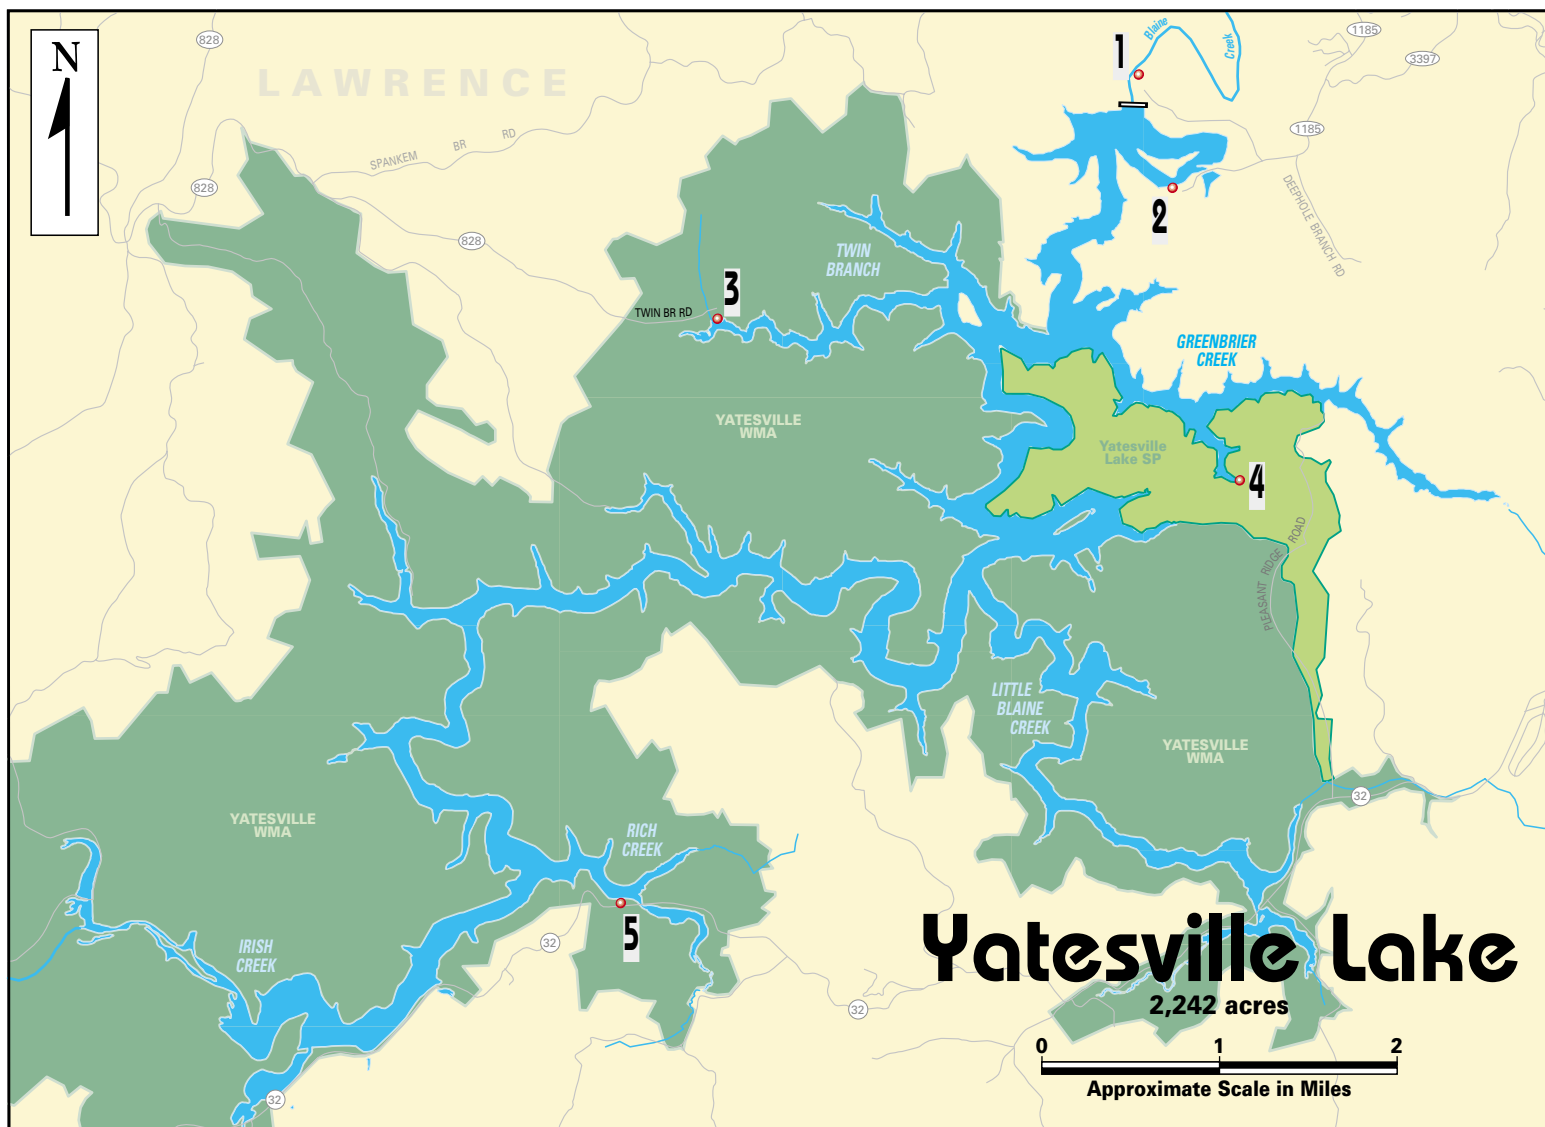 N
828
LAWRENCE
SPANKEM BR RD
828
828
1
Blaine
Creek
1185
3397
1185
2
DEEPHOLE BRANCH RD
TWIN
BRANCH
3
TWIN BR RD
GREENBRIER
CREEK
YATESVILLE
WMA
Yatesville
Lake SP
4
PLEASANT RIDGE ROAD
LITTLE
BLAINE
CREEK
YATESVILLE
WMA
32
YATESVILLE
WMA
RICH
CREEK
5
32
IRISH
CREEK
32
32
Yatesville Lake
2,242 acres
0 1 2
Approximate Scale in Miles